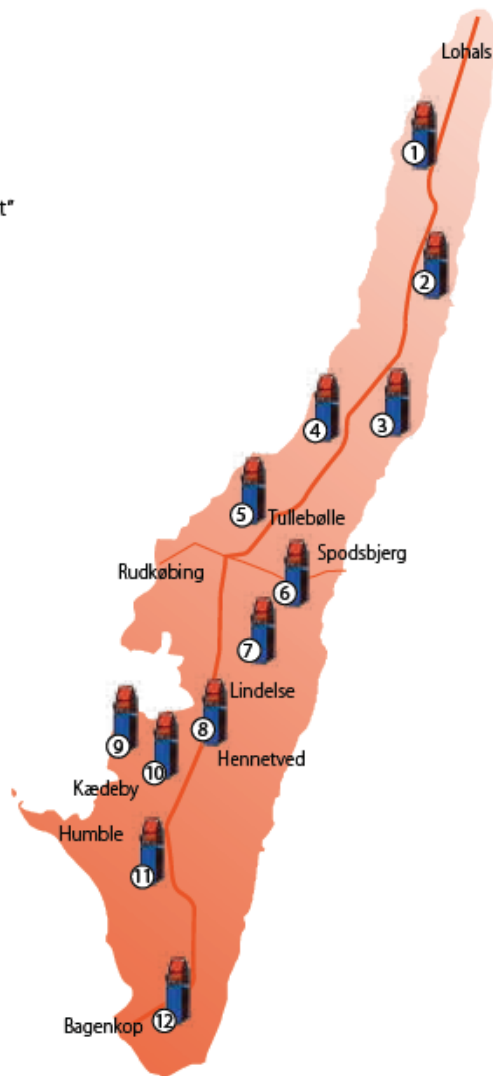 Lohals
1
t"
2
3
4
5
Tullebølle
Spodsbjerg
Rudkøbing
6
7
Lindelse
8
9
Hennetved
10
Kædeby
Humble
11
12
Bagenkop